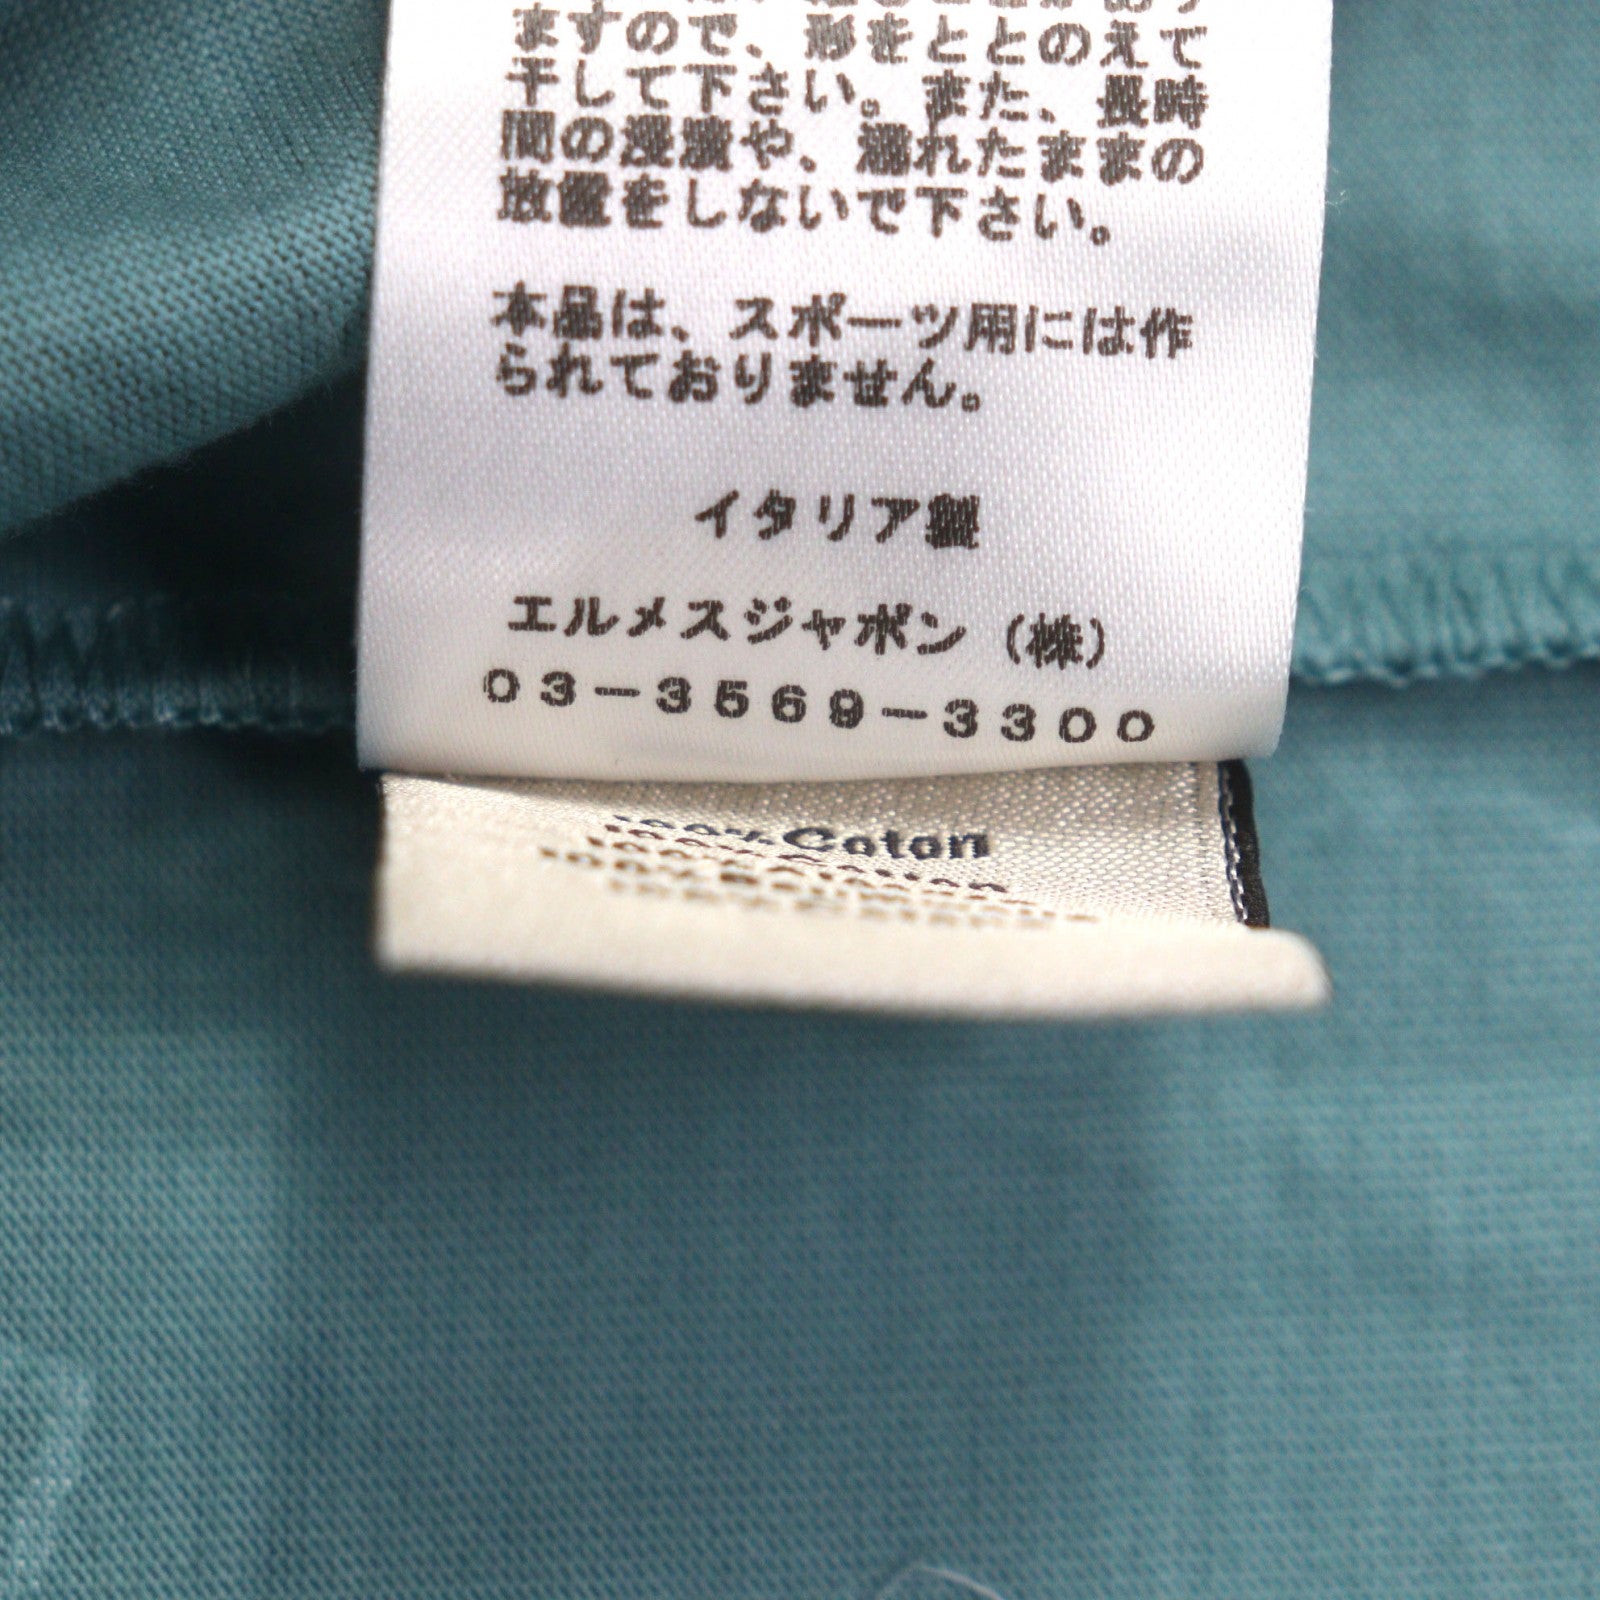 ますので、形をととのえて
干して下さい。また、長時
間の浸漬や、濡れたままの
放置をしないで下さい。
本品は、スポーツ用には作
られておりません。
イタリア製
エルメスジャポン（株）
03-3569-3300
100% Coton